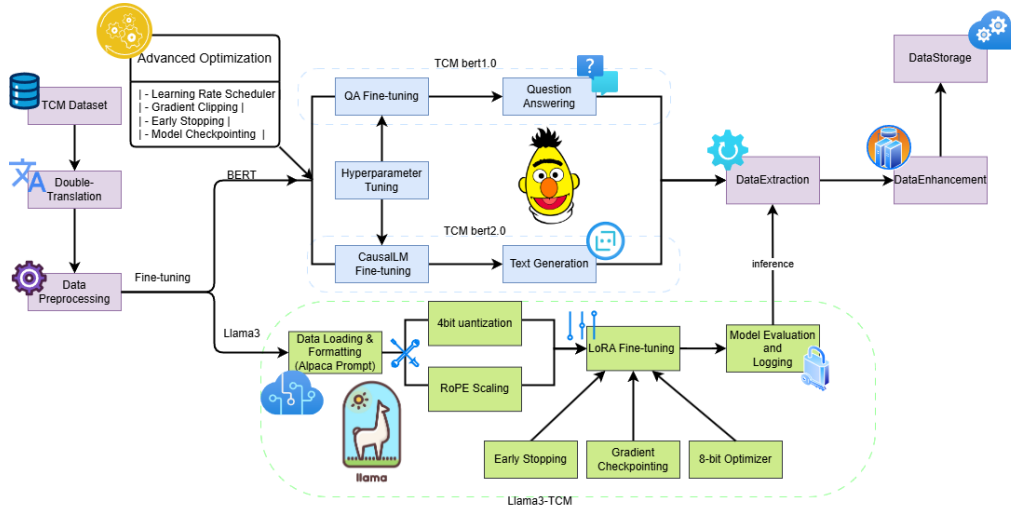 Advanced Optimization
| - Learning Rate Scheduler
| - Gradient Clipping |
| - Early Stopping |
| - Model Checkpointing |
TCM Dataset
Double-
Translation
Data
Preprocessing
Fine-tuning
BERT
Llama3
TCM bert1.0
QA Fine-tuning
Question
Answering
Hyperparameter
Tuning
TCM bert2.0
CausalLM
Fine-tuning
Text Generation
DataExtraction
DataEnhancement
DataStorage
inference
Data Loading &
Formatting
(Alpaca Prompt)
4bit uantization
RoPE Scaling
LoRA Fine-tuning
Model Evaluation
and
Logging
Early Stopping
Gradient
Checkpointing
8-bit Optimizer
llama
Llama3-TCM